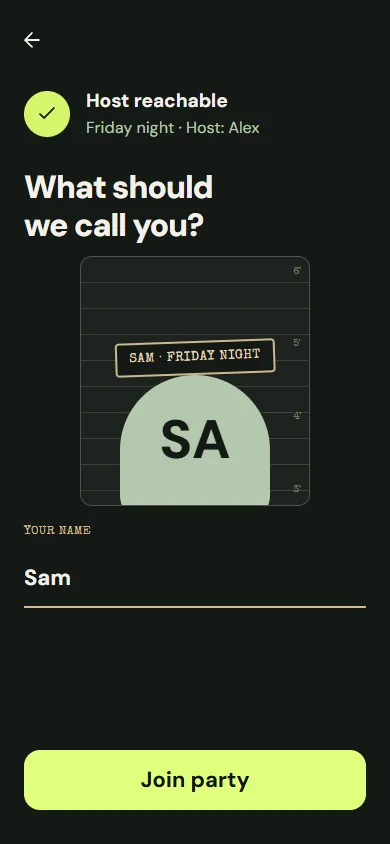 Host reachable
Friday night · Host: Alex
What should
we call you?
6'
5'
SAM · FRIDAY NIGHT
4'
SA
3'
YOUR NAME
Sam
Join party